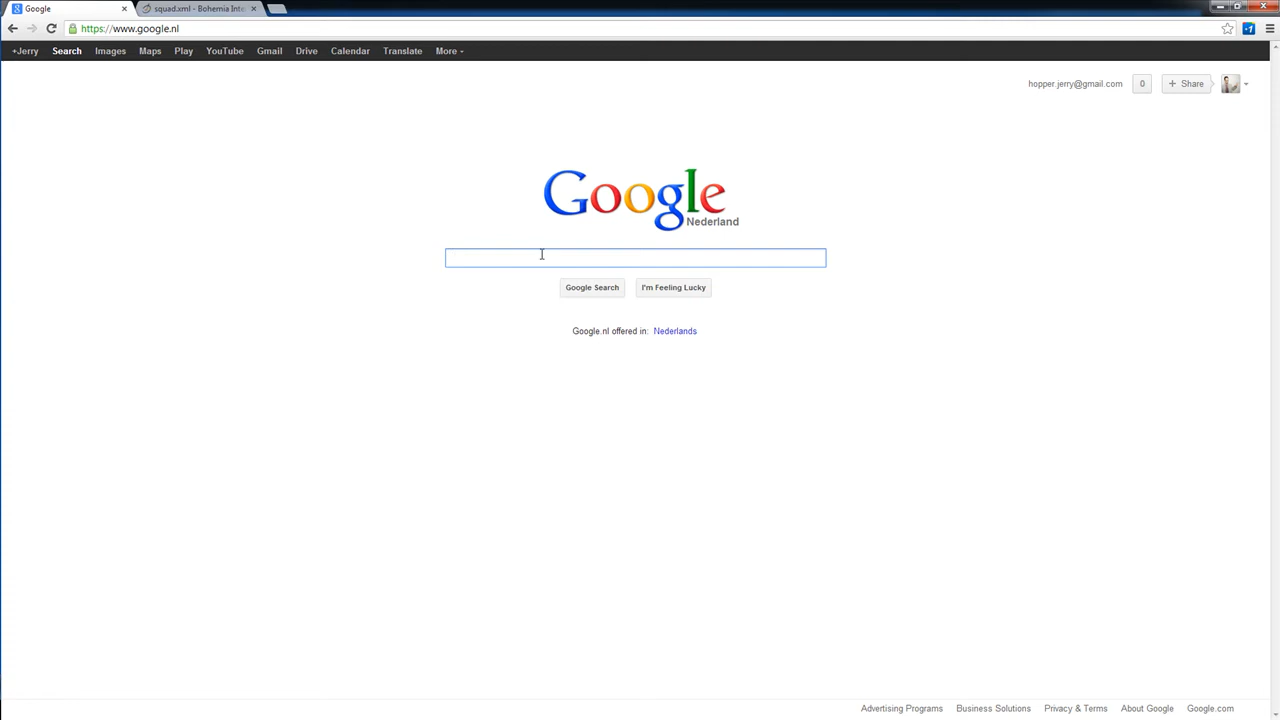 Google
squad.xml - Bohemia Inte
https://www.google.nl
+Jerry Search Images Maps Play YouTube Gmail Drive Calendar Translate More
hopper.jerry@gmail.com 0 + Share
Google
Nederland
Google Search I'm Feeling Lucky
Google.nl offered in: Nederlands
Advertising Programs Business Solutions Privacy & Terms About Google Google.com